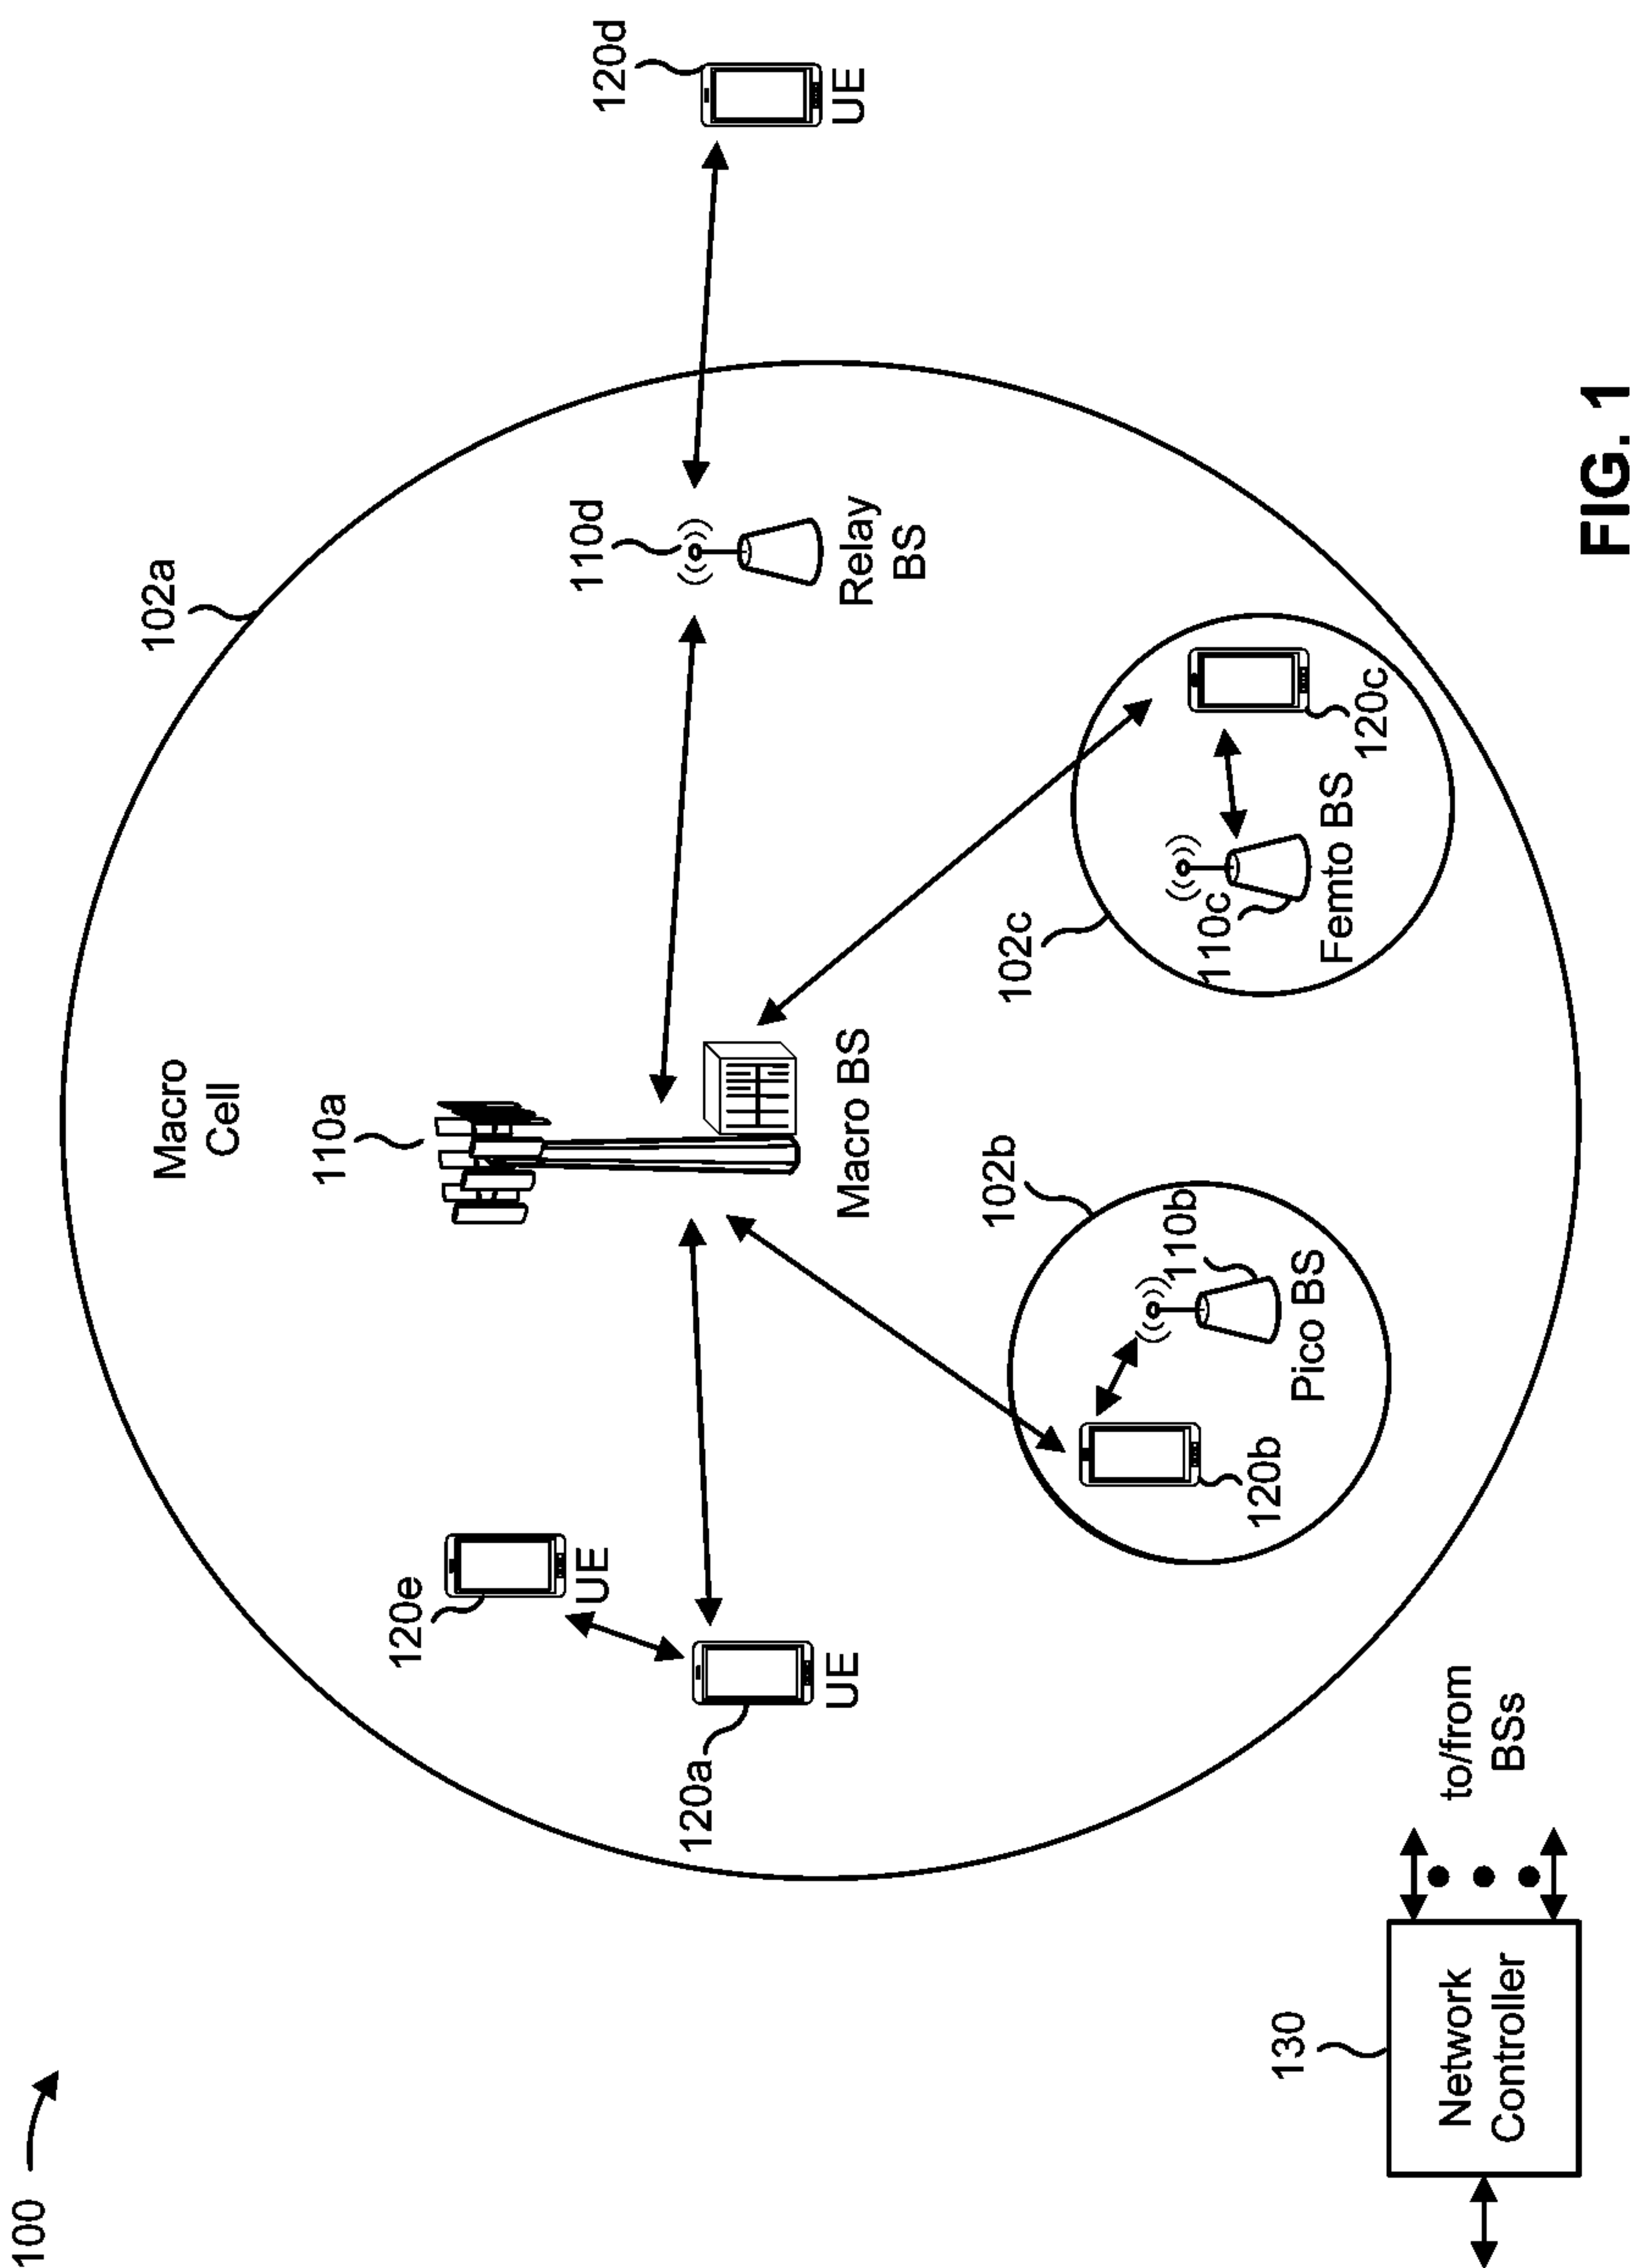 100
102a
Macro
Cell
110a
120d
UE
110d
Relay
BS
120e
UE
120a
UE
Macro BS
102b
110b
Pico BS
120b
102c
110c
Femto BS
120c
130
Network
Controller
to/from
BSs
FIG. 1